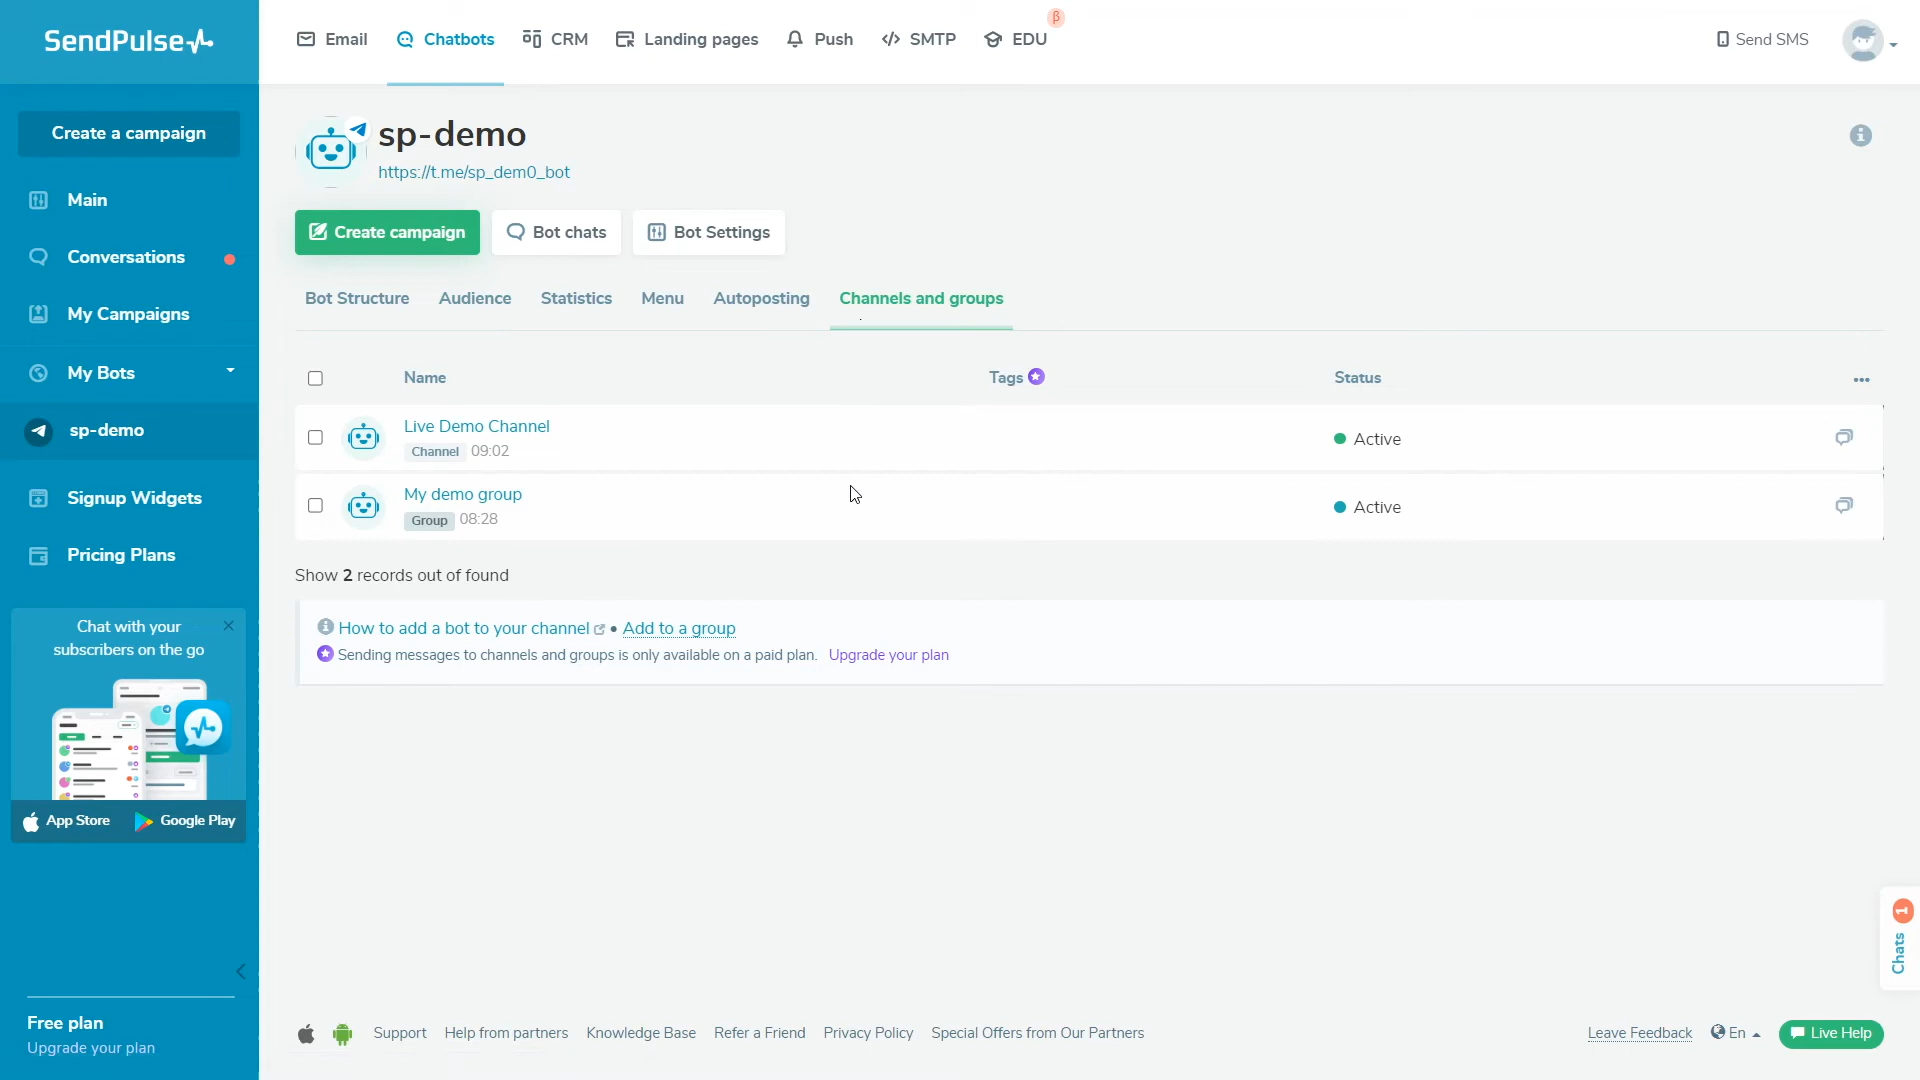 SendPulse
Email
Chatbots
CRM
Landing pages
Push
SMTP
EDU
β
Send SMS
Create a campaign
Main
Conversations
My Campaigns
My Bots
sp-demo
Signup Widgets
Pricing Plans
Chat with your
subscribers on the go
App Store
Google Play
Free plan
Upgrade your plan
sp-demo
https://t.me/sp_dem0_bot
Create campaign
Bot chats
Bot Settings
Bot Structure
Audience
Statistics
Menu
Autoposting
Channels and groups
Name
Tags
Status
Live Demo Channel
Channel 09:02
Active
My demo group
Group 08:28
Active
Show 2 records out of found
How to add a bot to your channel • Add to a group
Sending messages to channels and groups is only available on a paid plan. Upgrade your plan
Chats 1
Support
Help from partners
Knowledge Base
Refer a Friend
Privacy Policy
Special Offers from Our Partners
Leave Feedback
En
Live Help